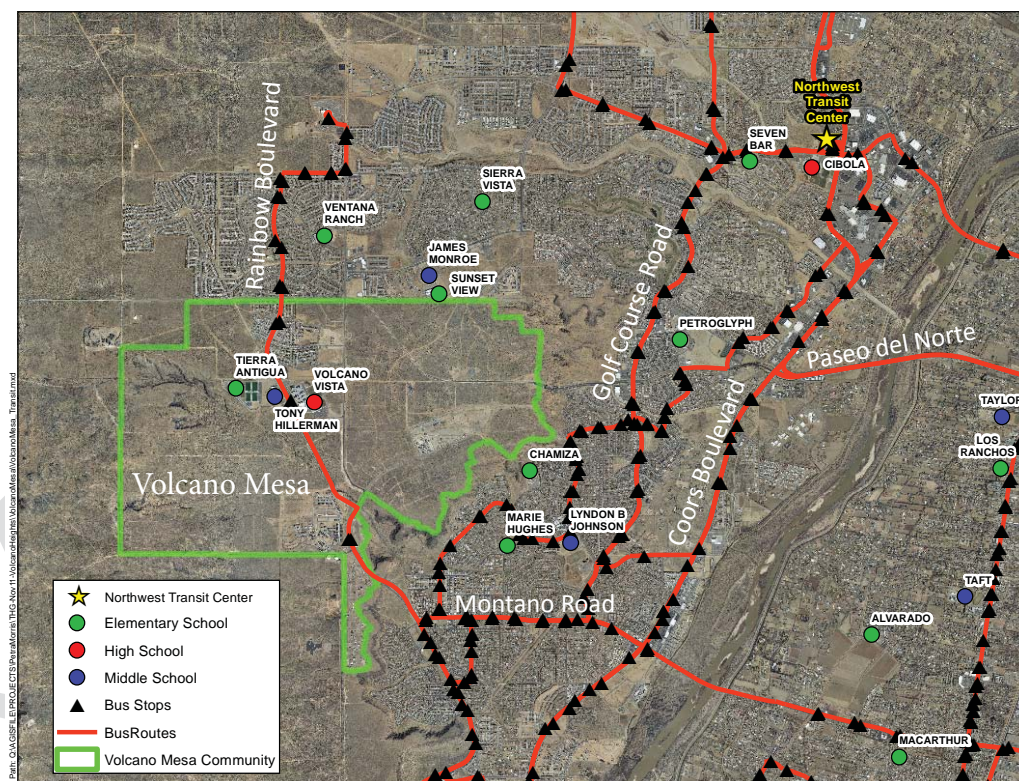 Northwest
Transit
Center
SEVEN
BAR
CIBOLA
SIERRA
VISTA
VENTANA
RANCH
Rainbow Boulevard
JAMES
MONROE
SUNSET
VIEW
Golf Course Road
PETROGLYPH
Paseo del Norte
TIERRA
ANTIGUA
VOLCANO
VISTA
TONY
HILLERMAN
TAYLOR
LOS
RANCHOS
Coors Boulevard
CHAMIZA
Volcano Mesa
MARIE
HUGHES
LYNDON B
JOHNSON
TAFT
Montano Road
ALVARADO
MACARTHUR
Northwest Transit Center
Elementary School
High School
Middle School
Bus Stops
BusRoutes
Volcano Mesa Community